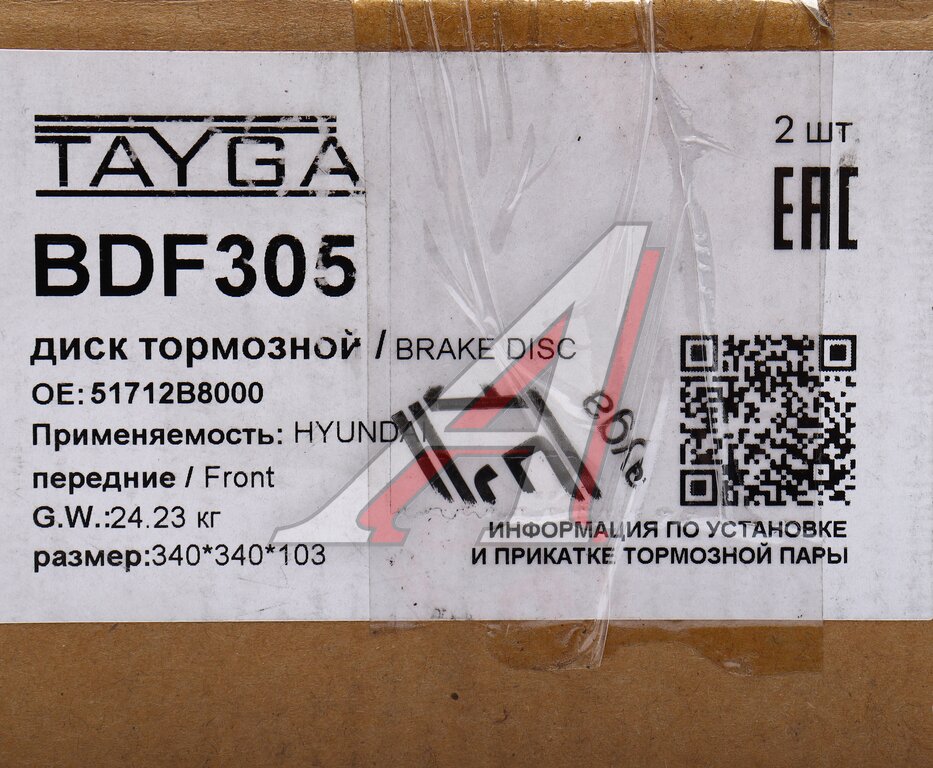 TAYGA
2 шт
EAC
BDF305
диск тормозной / BRAKE DISC
OE: 51712B8000
Применяемость: HYUNDAI
передние / Front
G.W.:24.23 кг
размер:340*340*103
ИНФОРМАЦИЯ ПО УСТАНОВКЕ
И ПРИКАТКЕ ТОРМОЗНОЙ ПАРЫ